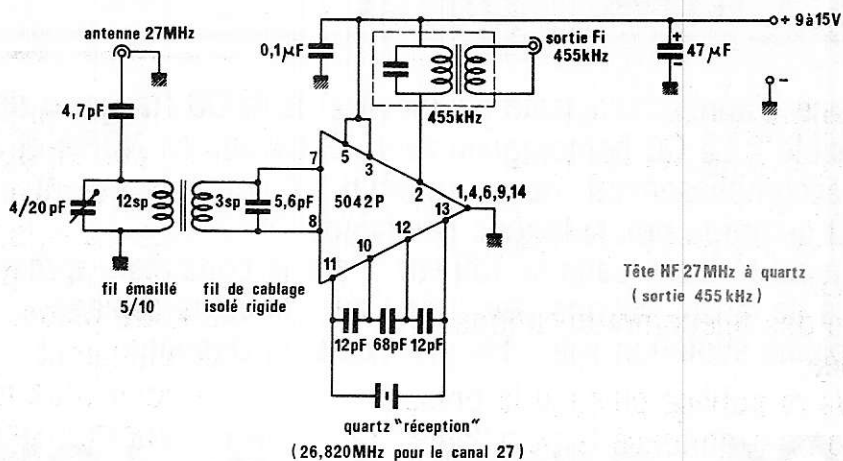 antenne 27MHz
+ 9à15V
0,1µF
sortie Fi
455kHz
+
47 µF
-
-
4,7pF
455kHz
7
5
3
2
1,4,6,9,14
4/20pF
12sp
3sp
5,6pF
5042P
8
12
13
11
10
fil émaillé
5/10
fil de cablage
isolé rigide
Tête HF 27MHz à quartz
( sortie 455 kHz )
12pF
68pF
12pF
quartz "réception"
(26,820MHz pour le canal 27)